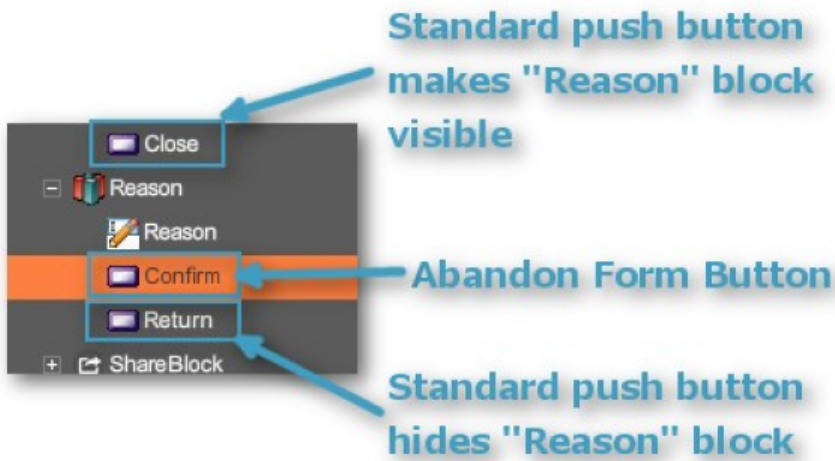 Standard push button
makes "Reason" block
visible
Close
Reason
Reason
Confirm
Abandon Form Button
Return
ShareBlock
Standard push button
hides "Reason" block